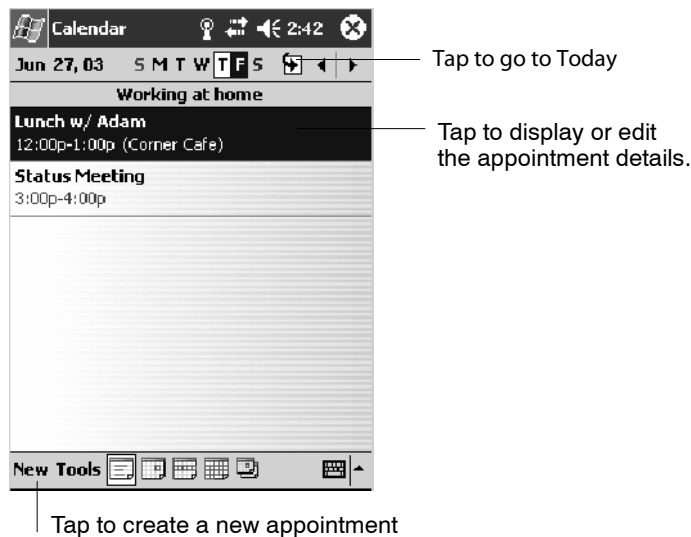 Calendar 2:42
Jun 27, 03 S M T W T F S
Tap to go to Today
Working at home
Lunch w/ Adam
12:00p-1:00p (Corner Cafe)
Tap to display or edit
the appointment details.
Status Meeting
3:00p-4:00p
New Tools
Tap to create a new appointment